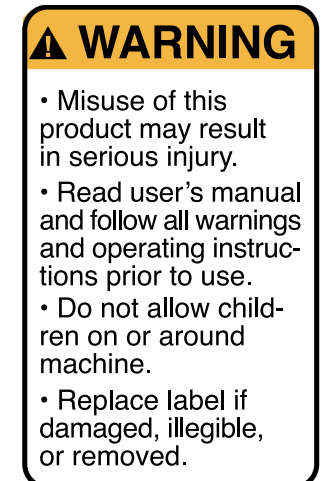 WARNING
• Misuse of this
product may result
in serious injury.
• Read user's manual
and follow all warnings
and operating instruc-
tions prior to use.
• Do not allow child-
ren on or around
machine.
• Replace label if
damaged, illegible,
or removed.